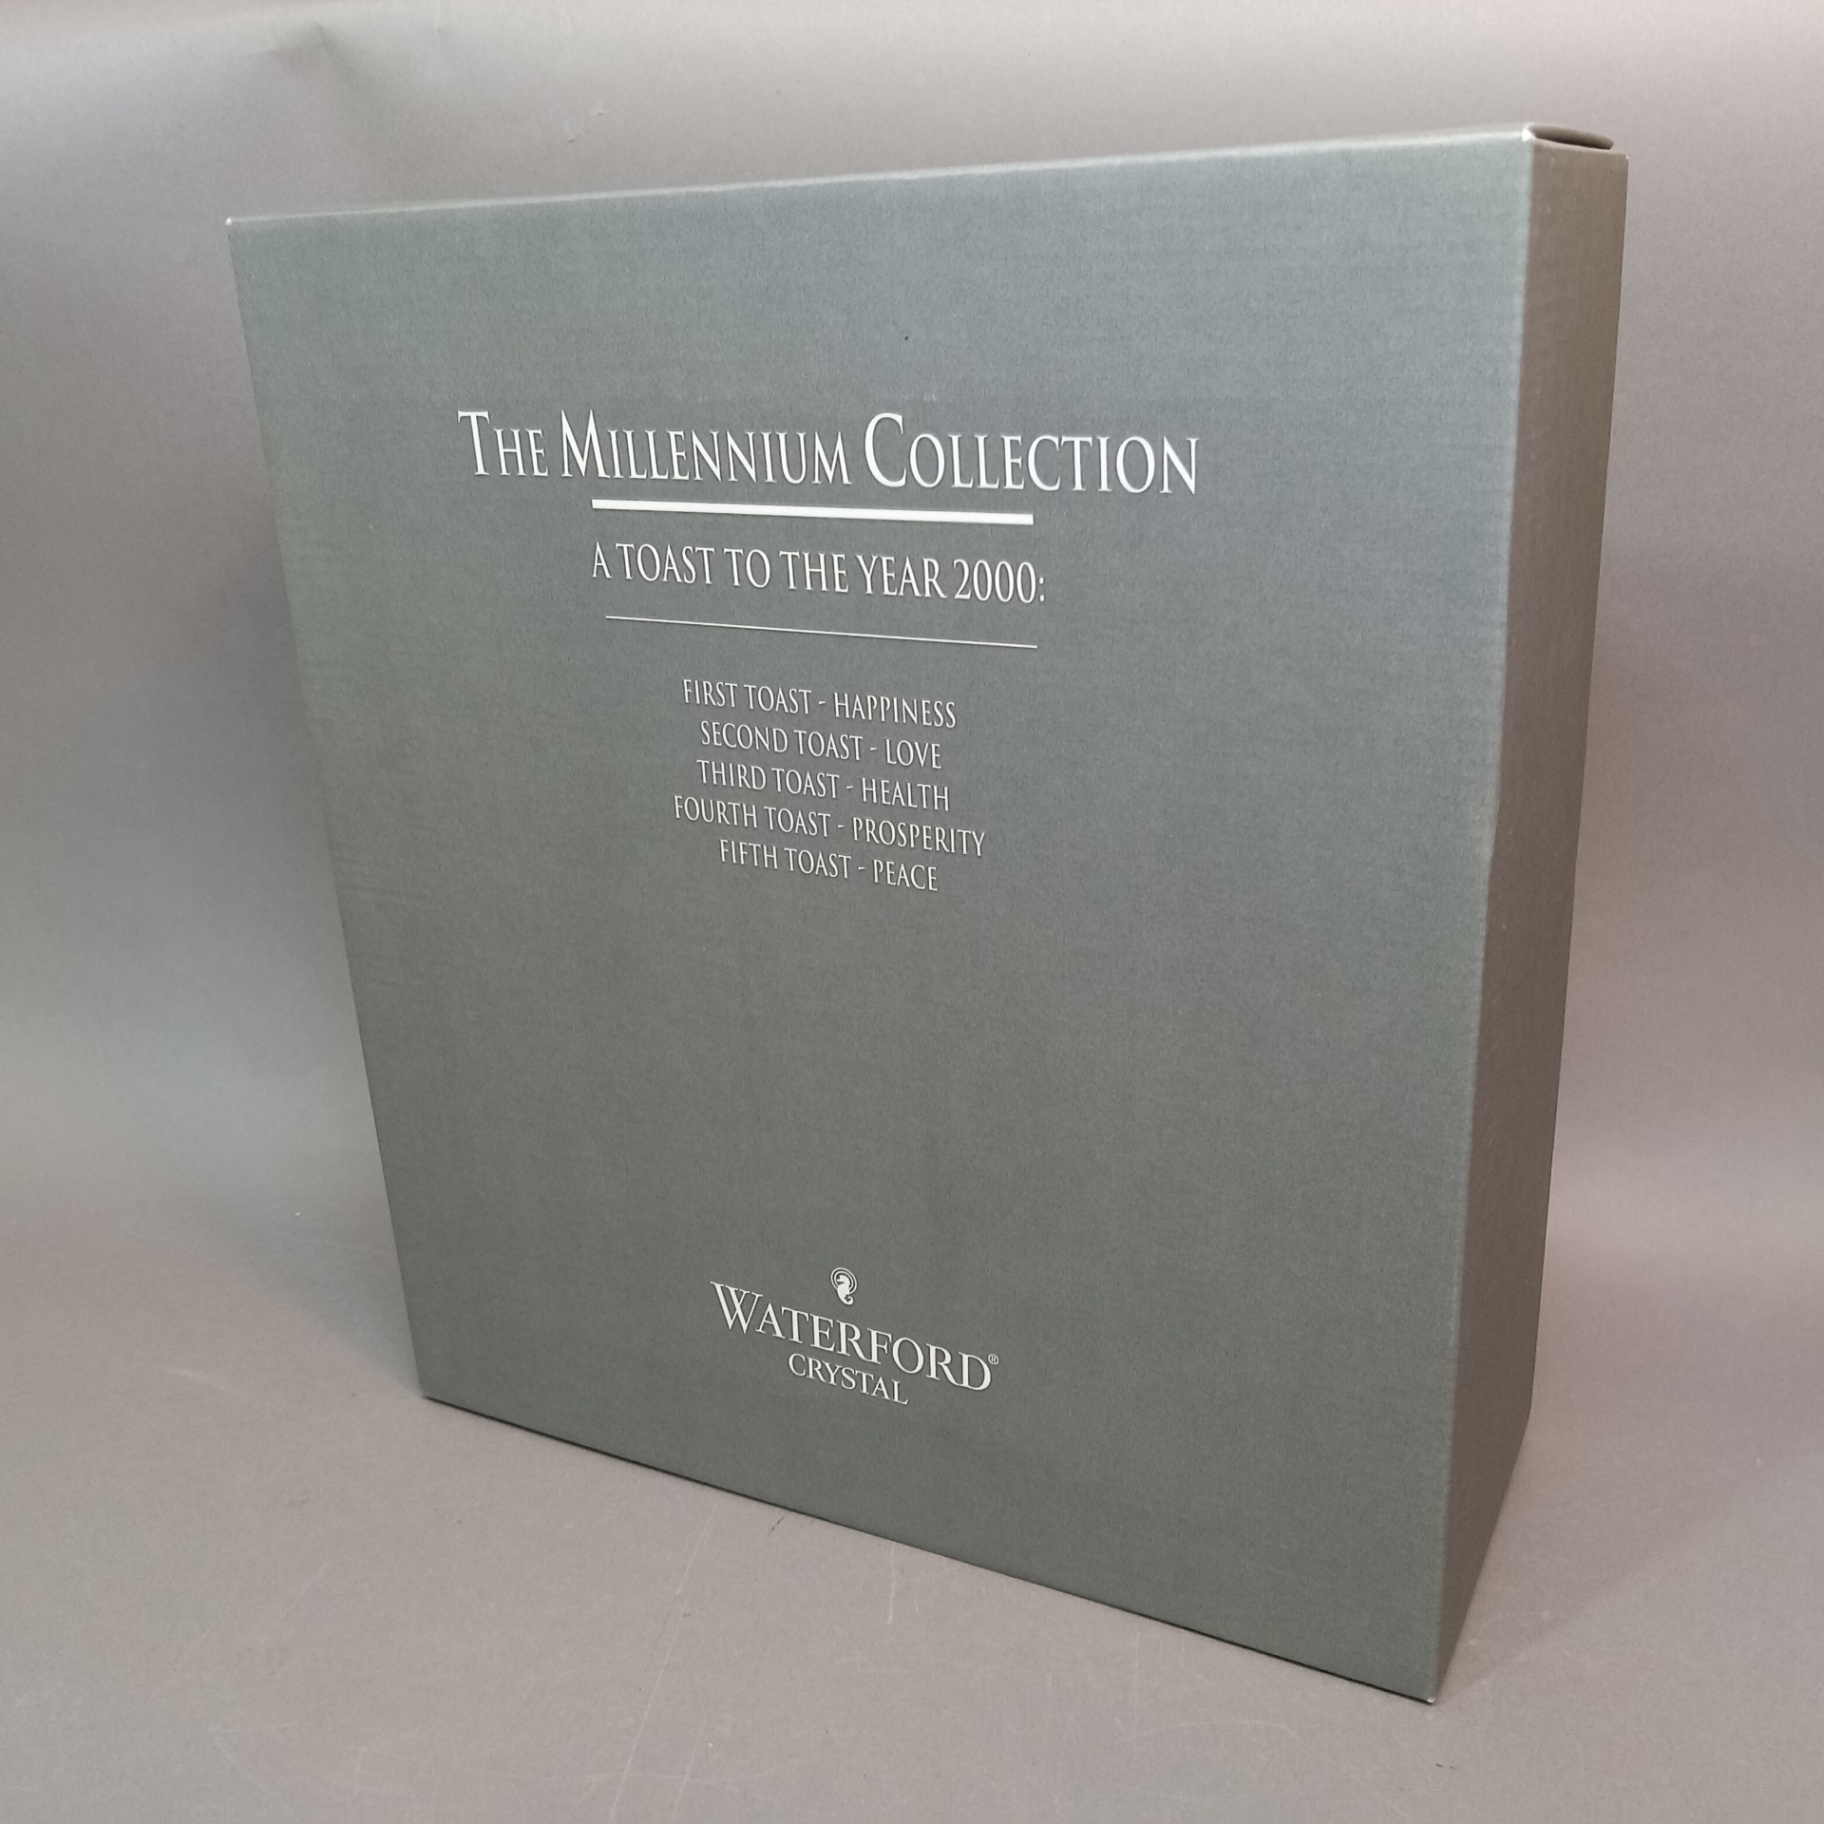 THE MILLENNIUM COLLECTION
A TOAST TO THE YEAR 2000:
FIRST TOAST - HAPPINESS
SECOND TOAST - LOVE
THIRD TOAST - HEALTH
FOURTH TOAST - PROSPERITY
FIFTH TOAST - PEACE
WATERFORD®
CRYSTAL